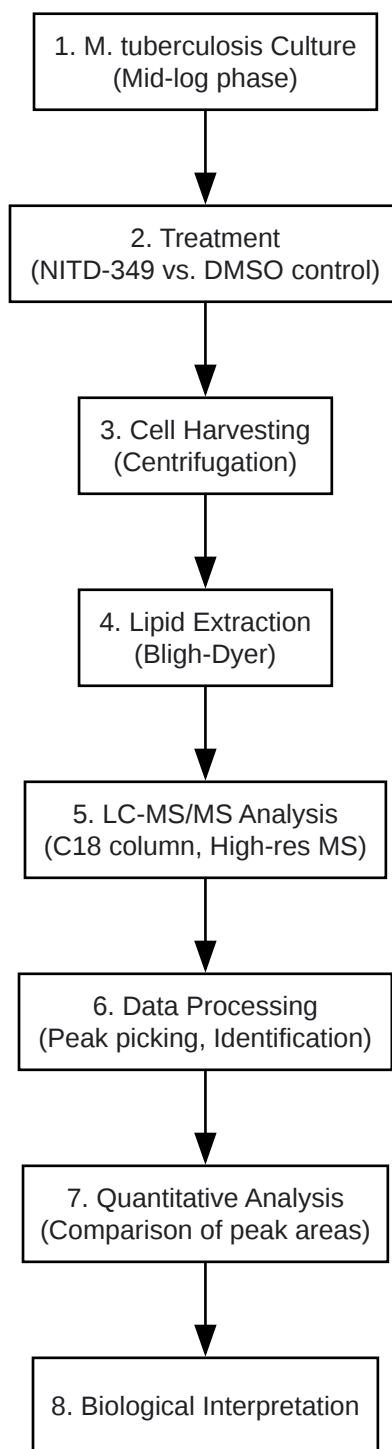 1. M. tuberculosis Culture
(Mid-log phase)
2. Treatment
(NITD-349 vs. DMSO control)
3. Cell Harvesting
(Centrifugation)
4. Lipid Extraction
(Bligh-Dyer)
5. LC-MS/MS Analysis
(C18 column, High-res MS)
6. Data Processing
(Peak picking, Identification)
7. Quantitative Analysis
(Comparison of peak areas)
8. Biological Interpretation